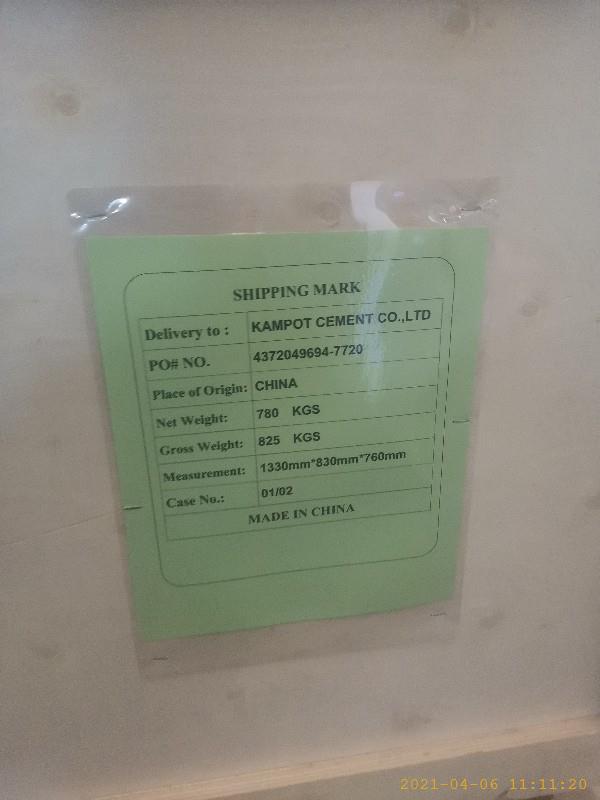 SHIPPING MARK
Delivery to : KAMPOT CEMENT CO.,LTD
PO# NO. 4372049694-7720
Place of Origin: CHINA
Net Weight: 780 KGS
Gross Weight: 825 KGS
Measurement: 1330mm*830mm*760mm
Case No.: 01/02
MADE IN CHINA
2021-04-06 11:11:20